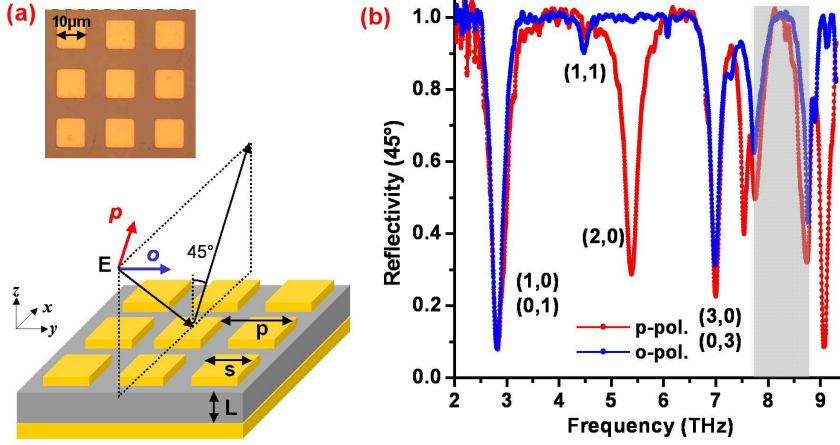 (a)
10μm
p
o
E
45°
z
x
y
p
s
L
(b)
Reflectivity (45°)
1.0
0.8
0.6
0.4
0.2
0.0
(1,1)
(2,0)
(1,0)
(0,1)
(3,0)
(0,3)
p-pol.
o-pol.
2 3 4 5 6 7 8 9
Frequency (THz)